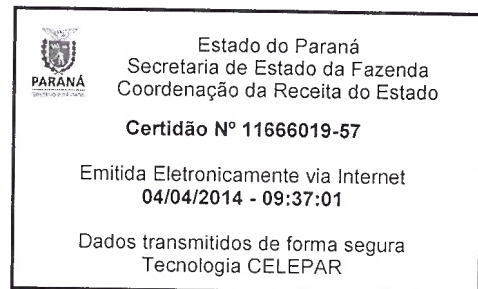 PARANÁ
Estado do Paraná
Secretaria de Estado da Fazenda
Coordenação da Receita do Estado
Certidão Nº 11666019-57
Emitida Eletronicamente via Internet
04/04/2014 - 09:37:01
Dados transmitidos de forma segura
Tecnologia CELEPAR